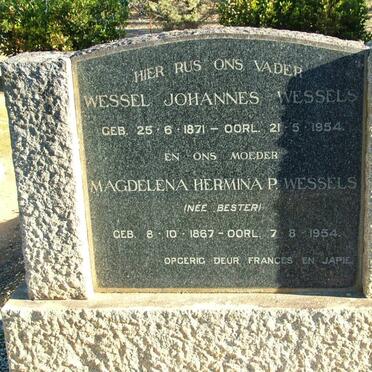 HIER RUS ONS VADER
WESSEL JOHANNES WESSELS
GEB. 25·6·1871 – OORL. 21·5·1954.
EN ONS MOEDER
MAGDELENA HERMINA P. WESSELS
(NÉE BESTER)
GEB. 8·10·1867 – OORL. 7·8·1954.
OPGERIG DEUR FRANCES EN JAPIE.